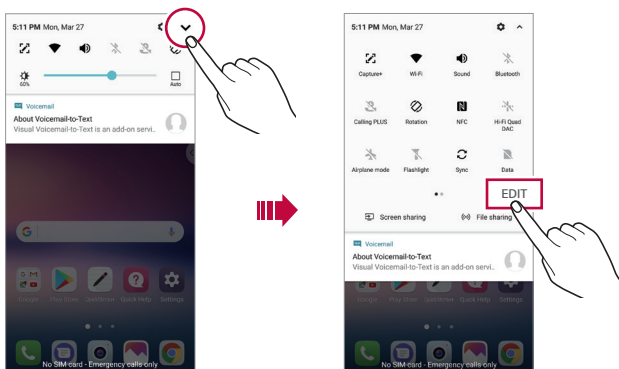 5:11 PM Mon, Mar 27
60%
Auto
Voicemail
About Voicemail-to-Text
Visual Voicemail-to-Text is an add-on servi..
G
Google
Play Store
QuickMemo+
Quick Help
Settings
No SIM card - Emergency calls only
5:11 PM Mon, Mar 27
Capture+
Wi-Fi
Sound
Bluetooth
Calling PLUS
Rotation
NFC
Hi-Fi Quad
DAC
Airplane mode
Flashlight
Sync
Data
EDIT
Screen sharing
File sharing
Voicemail
About Voicemail-to-Text
Visual Voicemail-to-Text is an add-on servi..
Google
Play Store
Quick Help
Settings
No SIM card - Emergency calls only